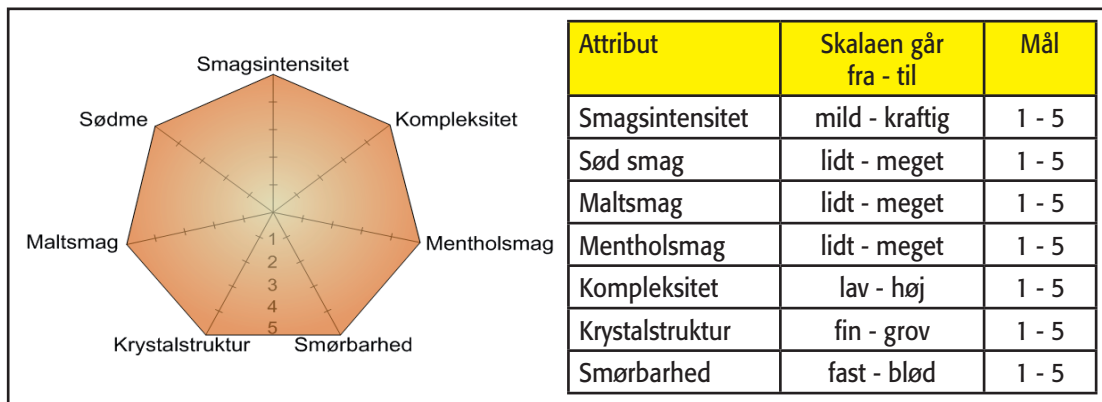 Smagsintensitet
Sødme
Kompleksitet
Maltsmag
Mentholsmag
1
2
3
4
5
Krystalstruktur
Smørbarhed
Attribut Skalaen går Mål
fra - til
Smagsintensitet mild - kraftig 1 - 5
Sød smag lidt - meget 1 - 5
Maltsmag lidt - meget 1 - 5
Mentholsmag lidt - meget 1 - 5
Kompleksitet lav - høj 1 - 5
Krystalstruktur fin - grov 1 - 5
Smørbarhed fast - blød 1 - 5